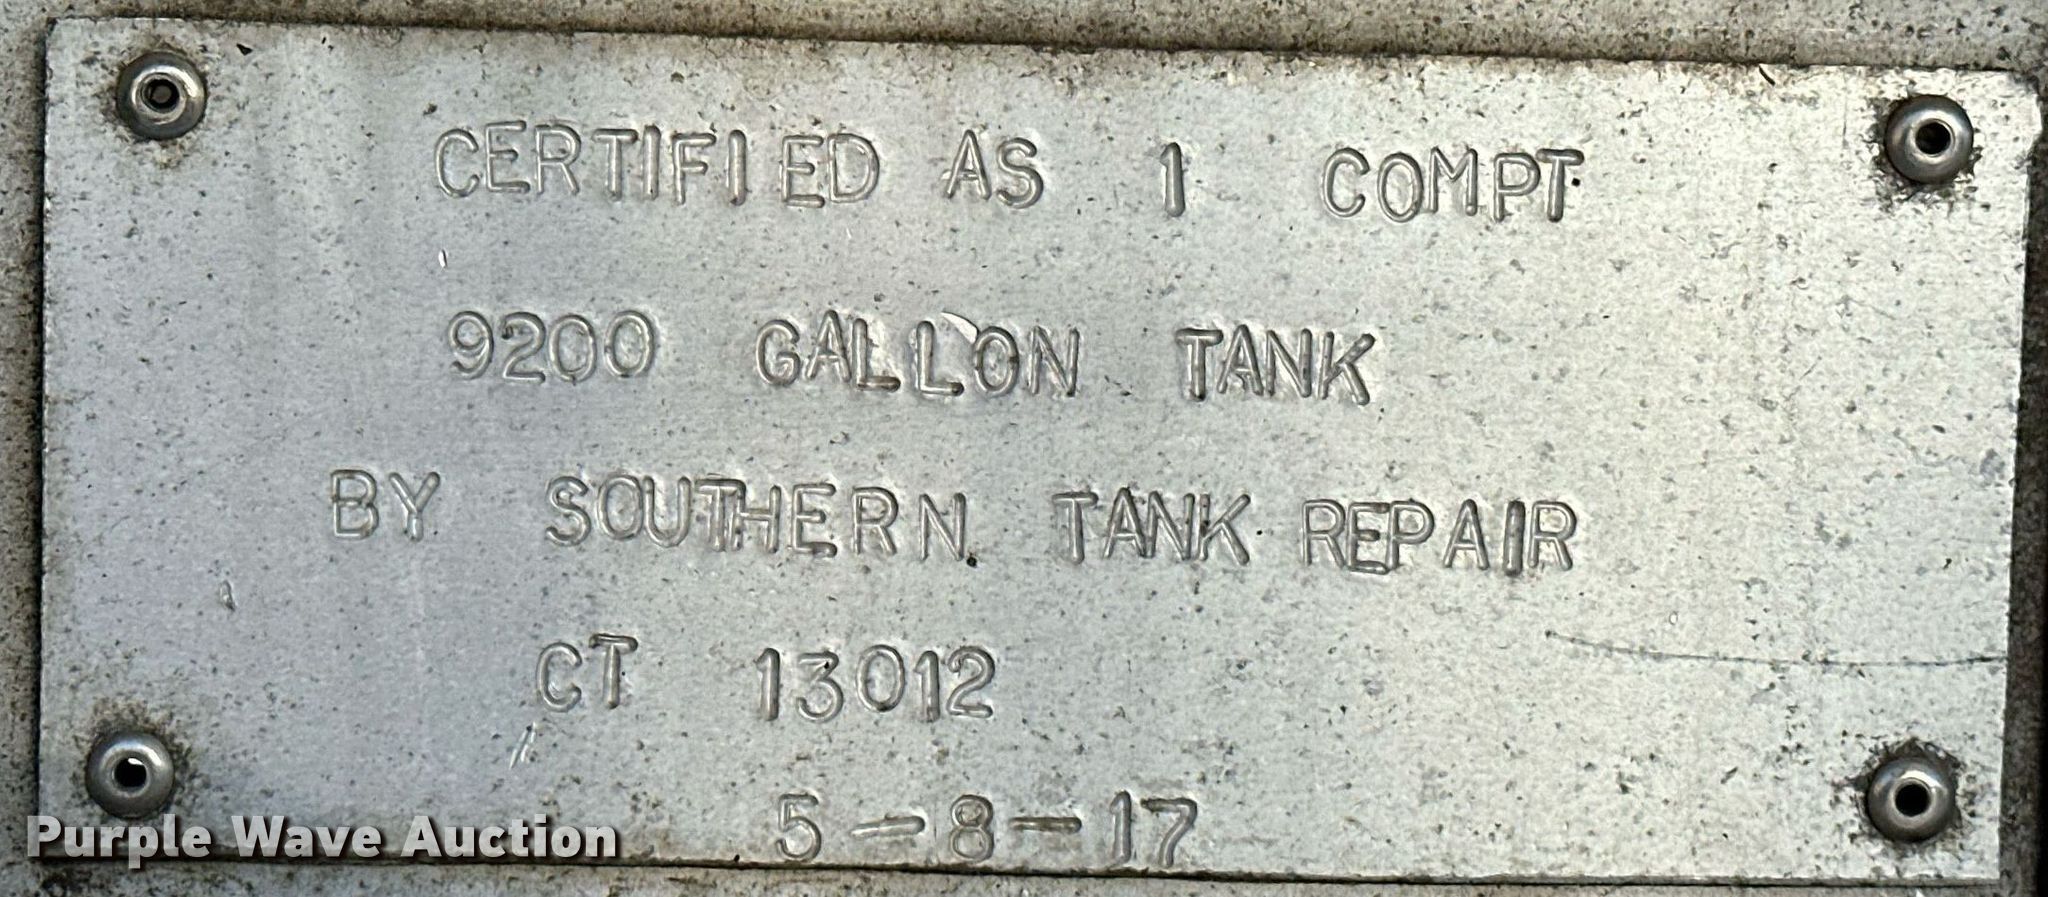 CERTIFIED AS 1 COMPT
9200 GALLON TANK
BY SOUTHERN TANK REPAIR
CT 13012
5-8-17
Purple Wave Auction